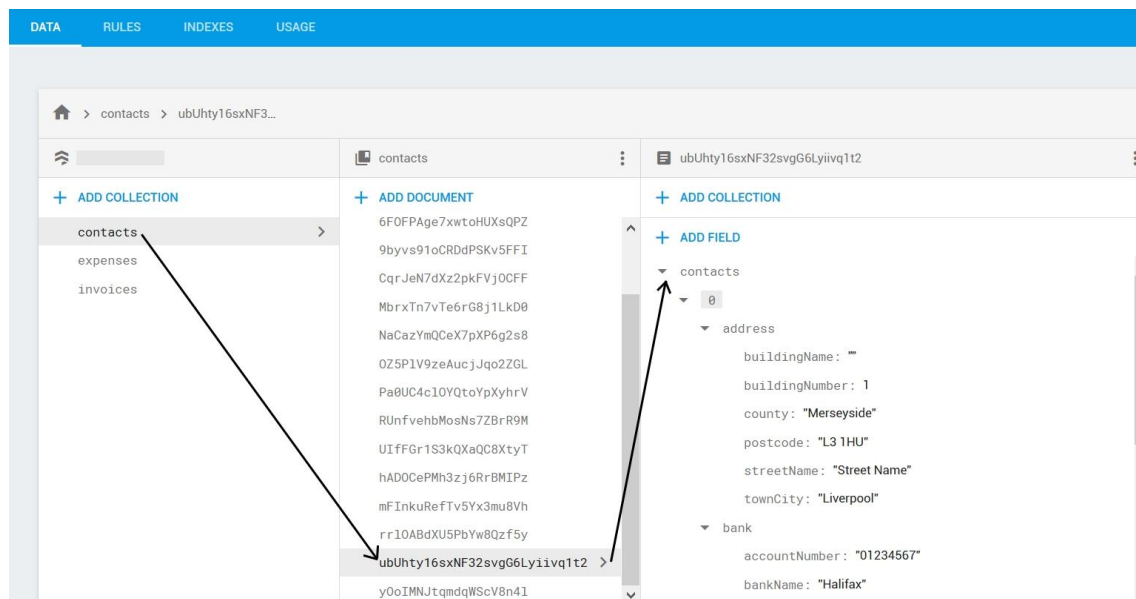 DATA RULES INDEXES USAGE
> contacts > ubUhty16sxNF3...
contacts
ubUhty16sxNF32svgG6Lyiivq1t2
+ ADD COLLECTION
+ ADD DOCUMENT
+ ADD COLLECTION
contacts
expenses
invoices
6FOFPAge7xwtoHUXsQPZ
9byvs91oCRDdPSKv5FFI
CqrJeN7dXz2pkFVjOCFF
MbrxTn7vTe6rG8j1LkD0
NaCazYmQCeX7pXP6g2s8
OZ5PlV9zeAucjJqo2ZGL
Pa0UC4clOYQtoYpXyhrV
RUnfvehbMosNs7ZBrR9M
UIfFGr1S3kQXaQC8XtyT
hADOCePMh3zj6RrBMIPz
mFInkuRefTv5Yx3mu8Vh
rrlOABdXU5PbYw8Qzf5y
ubUhty16sxNF32svgG6Lyiivq1t2
yOoIMNJtqmdqWScV8n4l
+ ADD FIELD
contacts
0
address
buildingName: ""
buildingNumber: 1
county: "Merseyside"
postcode: "L3 1HU"
streetName: "Street Name"
townCity: "Liverpool"
bank
accountNumber: "01234567"
bankName: "Halifax"